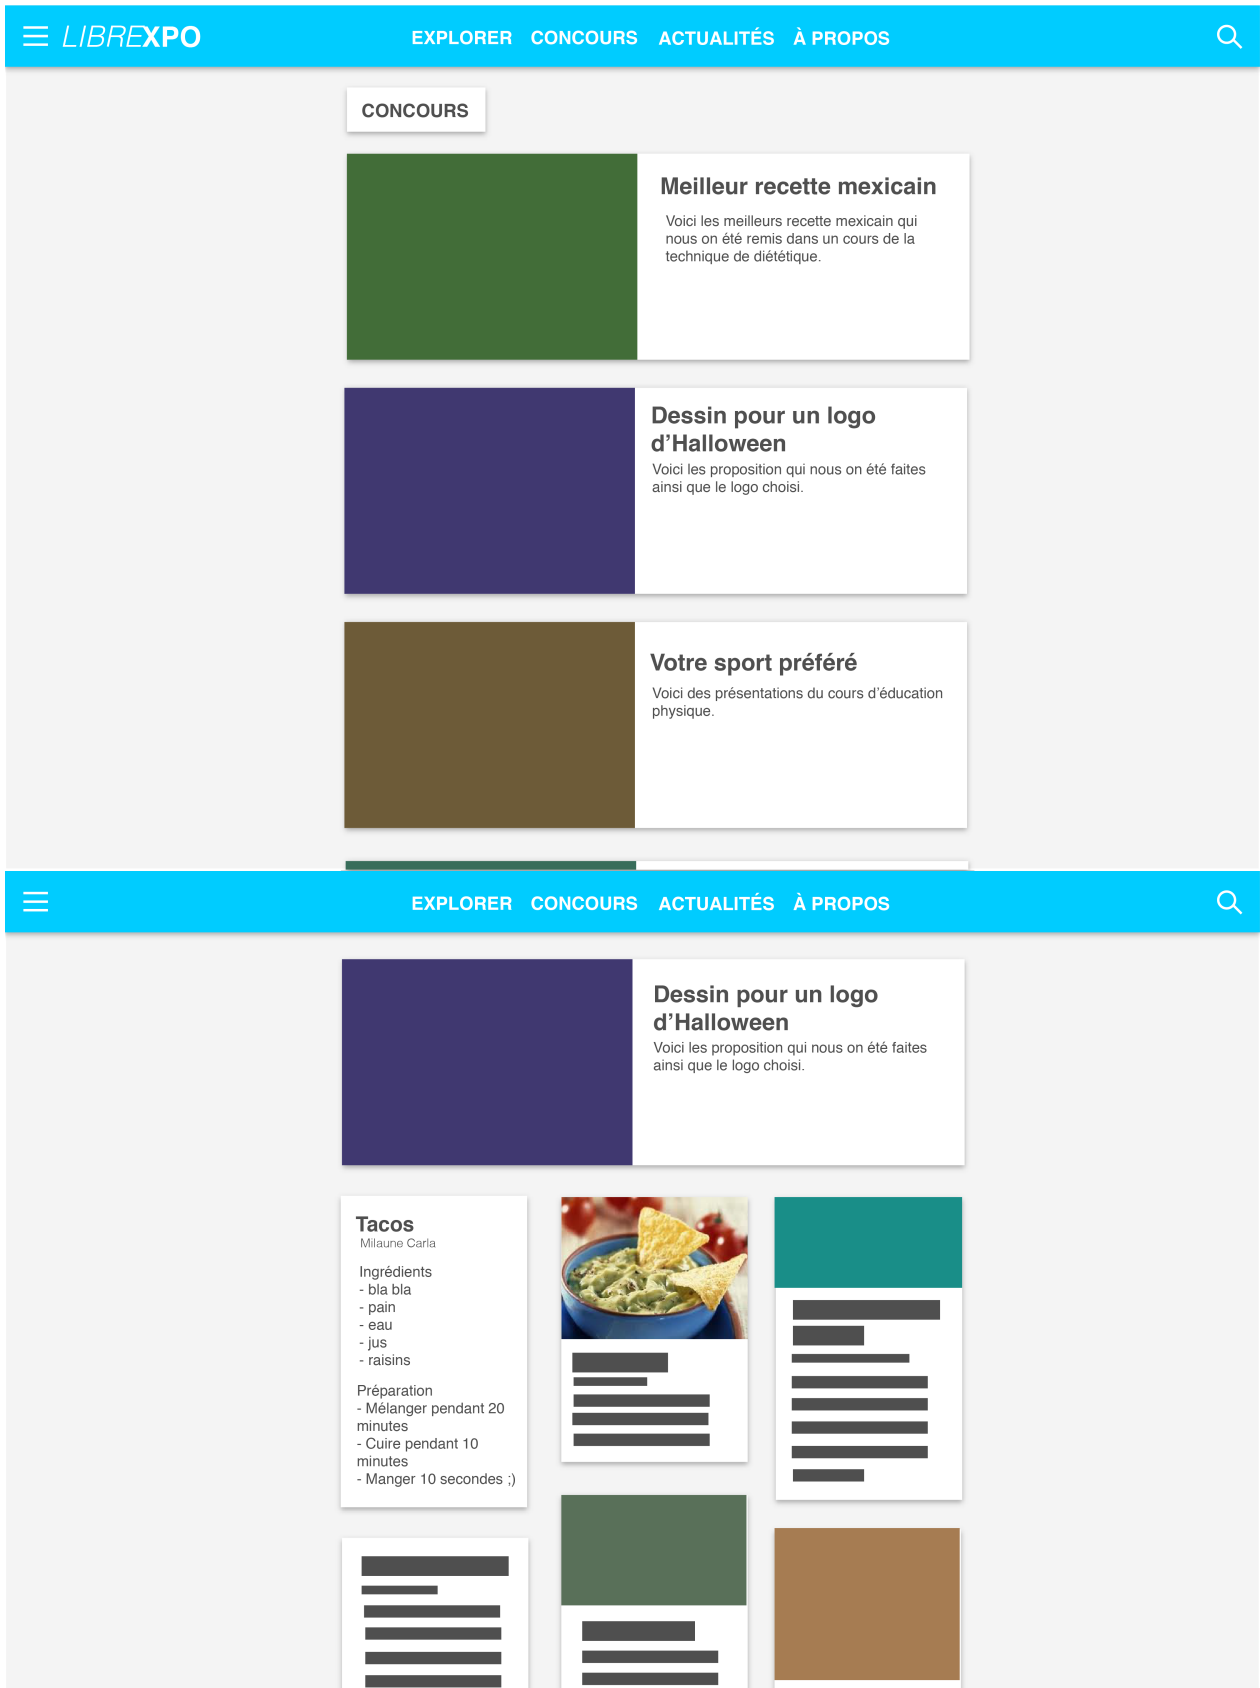 LIBREXPO
EXPLORER CONCOURS ACTUALITÉS À PROPOS
CONCOURS
Meilleur recette mexicain
Voici les meilleurs recette mexicain qui
nous on été remis dans un cours de la
technique de diététique.
Dessin pour un logo
d’Halloween
Voici les proposition qui nous on été faites
ainsi que le logo choisi.
Votre sport préféré
Voici des présentations du cours d’éducation
physique.
EXPLORER CONCOURS ACTUALITÉS À PROPOS
Dessin pour un logo
d’Halloween
Voici les proposition qui nous on été faites
ainsi que le logo choisi.
Tacos
Milaune Carla
Ingrédients
- bla bla
- pain
- eau
- jus
- raisins
Préparation
- Mélanger pendant 20
minutes
- Cuire pendant 10
minutes
- Manger 10 secondes ;)